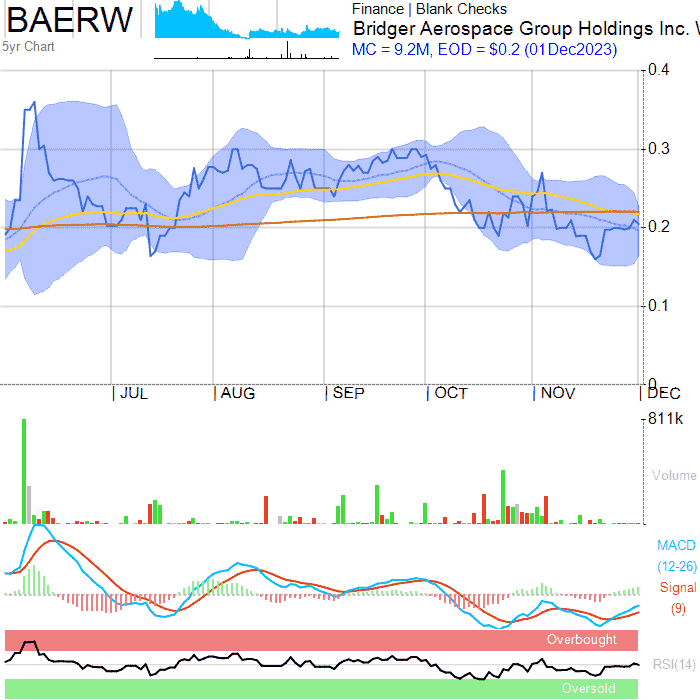 BAERW
5yr Chart
Finance | Blank Checks
Bridger Aerospace Group Holdings Inc. W
MC = 9.2M, EOD = $0.2 (01Dec2023)
0.4
0.3
0.2
0.1
0
JUL
AUG
SEP
OCT
NOV
DEC
811k
Volume
MACD
(12-26)
Signal
(9)
Overbought
RSI(14)
Oversold